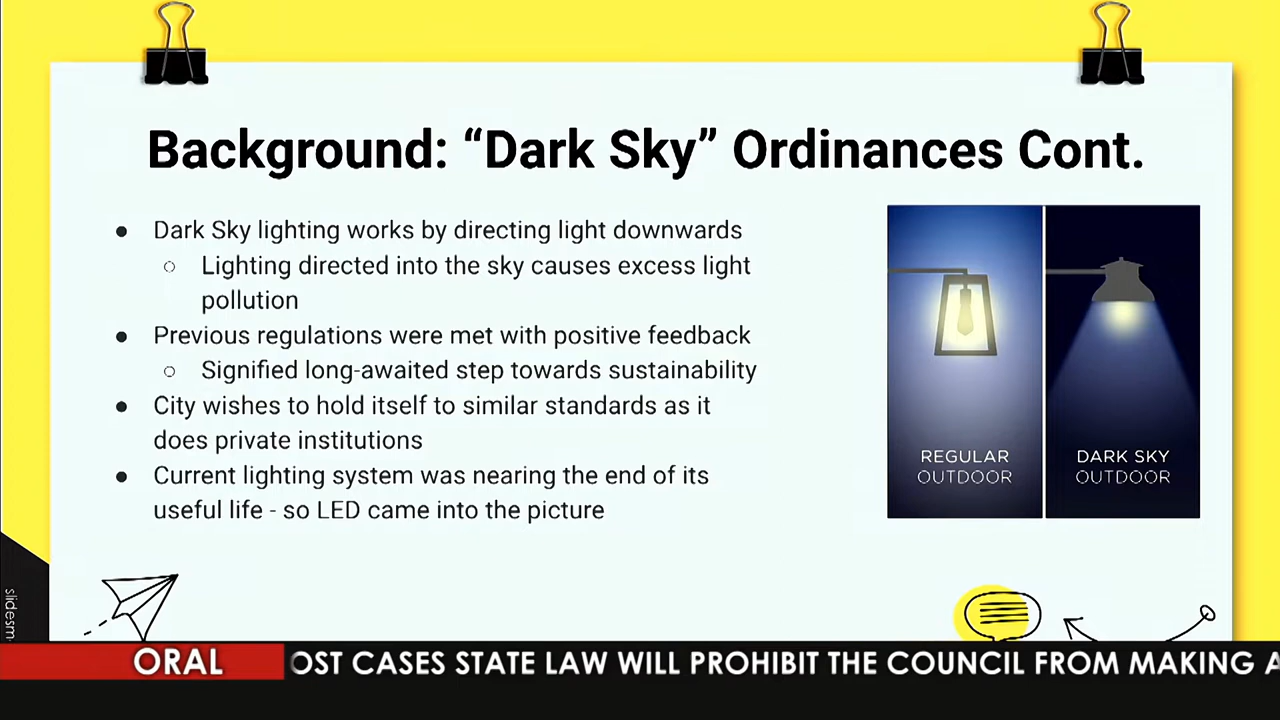 Background: “Dark Sky” Ordinances Cont.
● Dark Sky lighting works by directing light downwards
○ Lighting directed into the sky causes excess light
pollution
● Previous regulations were met with positive feedback
○ Signified long-awaited step towards sustainability
● City wishes to hold itself to similar standards as it
does private institutions
● Current lighting system was nearing the end of its
useful life - so LED came into the picture
REGULAR
OUTDOOR
DARK SKY
OUTDOOR
slidesm
ORAL
OST CASES STATE LAW WILL PROHIBIT THE COUNCIL FROM MAKING A